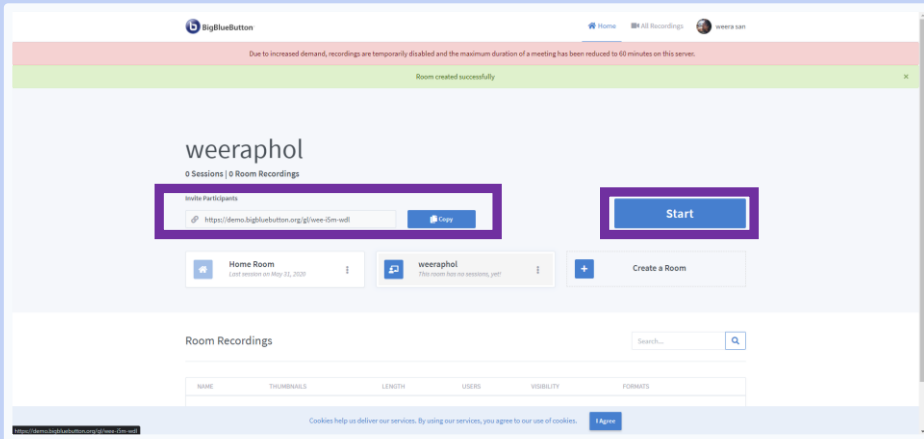 BigBlueButton
Home
All Recordings
weera san
Due to increased demand, recordings are temporarily disabled and the maximum duration of a meeting has been reduced to 60 minutes on this server.
Room created successfully
×
weeraphol
0 Sessions | 0 Room Recordings
Invite Participants
https://demo.bigbluebutton.org/gl/wee-i5m-wdl
Copy
Start
Home Room
Last session on May 31, 2020
weeraphol
This room has no sessions, yet!
Create a Room
Room Recordings
Search...
NAME THUMBNAILS LENGTH USERS VISIBILITY FORMATS
Cookies help us deliver our services. By using our services, you agree to our use of cookies.
I Agree
https://demo.bigbluebutton.org/gl/wee-i5m-wdl